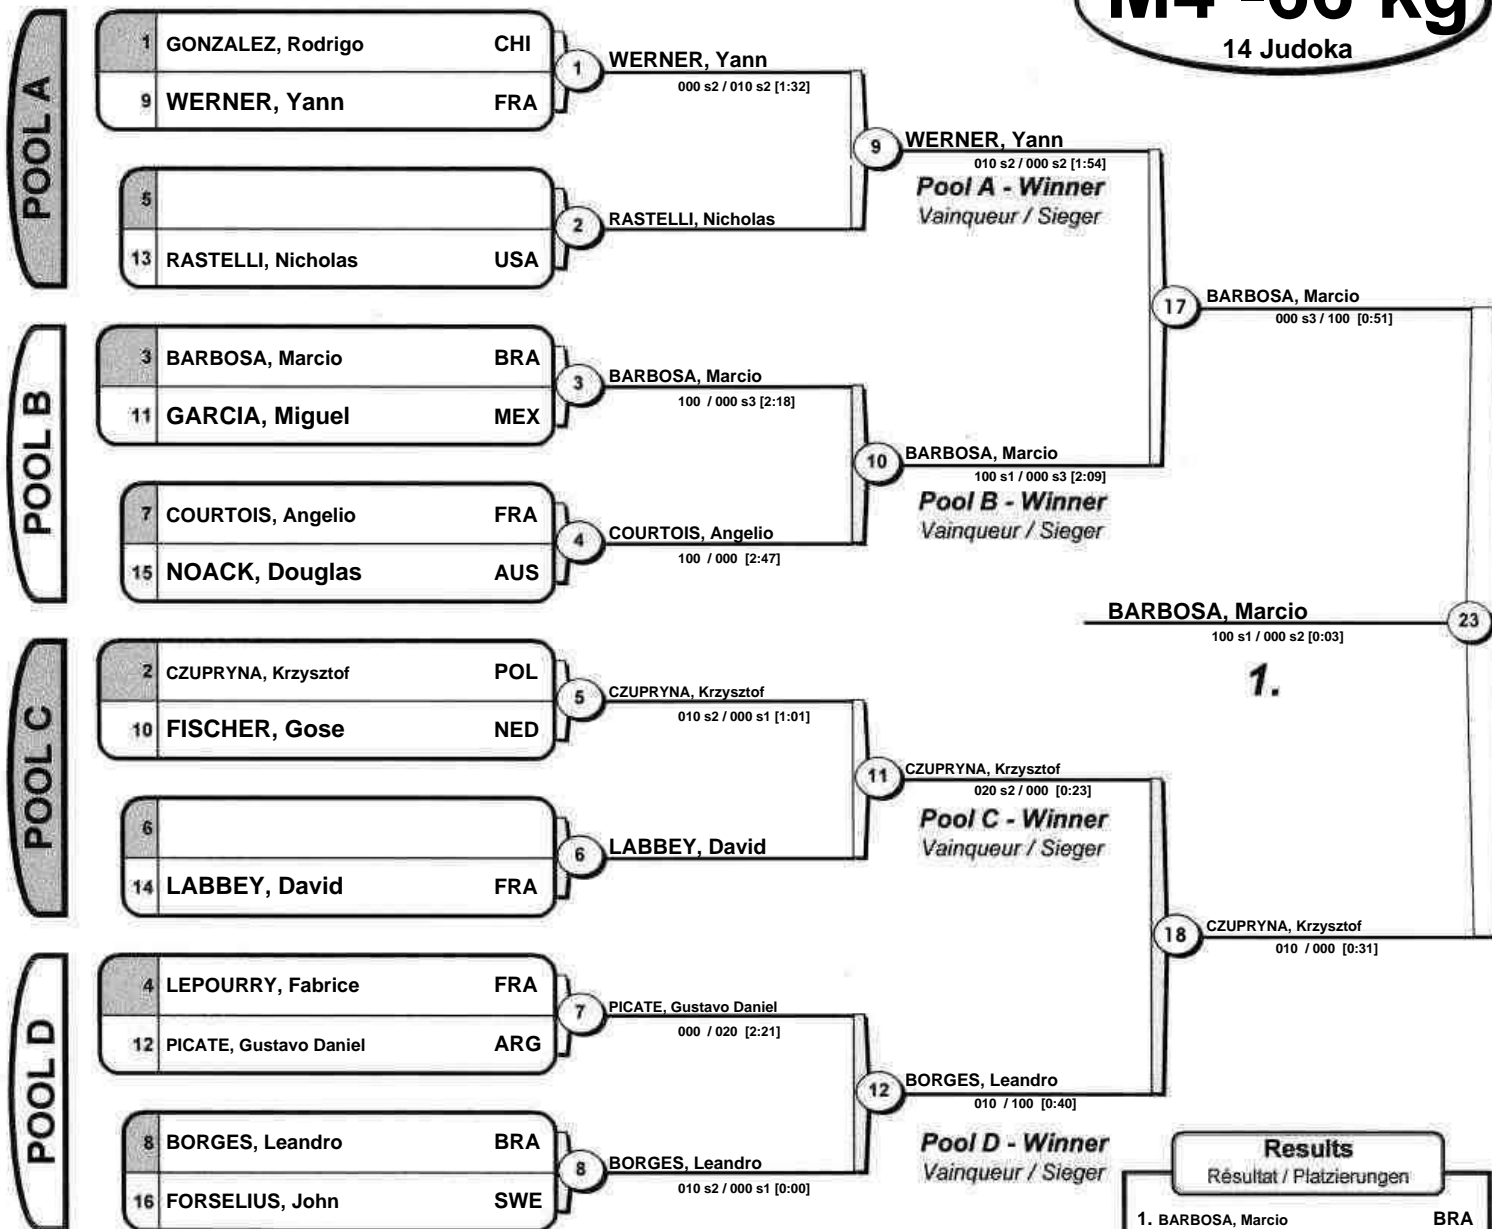 M4 -66 kg
14 Judoka
POOL A
1 GONZALEZ, Rodrigo CHI
9 WERNER, Yann FRA
1
WERNER, Yann
000 s2 / 010 s2 [1:32]
5
13 RASTELLI, Nicholas USA
2
RASTELLI, Nicholas
9
WERNER, Yann
010 s2 / 000 s2 [1:54]
Pool A - Winner
Vainqueur / Sieger
POOL B
3 BARBOSA, Marcio BRA
11 GARCIA, Miguel MEX
3
BARBOSA, Marcio
100 / 000 s3 [2:18]
7 COURTOIS, Angelio FRA
15 NOACK, Douglas AUS
4
COURTOIS, Angelio
100 / 000 [2:47]
10
BARBOSA, Marcio
100 s1 / 000 s3 [2:09]
Pool B - Winner
Vainqueur / Sieger
17
BARBOSA, Marcio
000 s3 / 100 [0:51]
BARBOSA, Marcio
100 s1 / 000 s2 [0:03]
23
1.
POOL C
2 CZUPRYNA, Krzysztof POL
10 FISCHER, Gose NED
5
CZUPRYNA, Krzysztof
010 s2 / 000 s1 [1:01]
6
14 LABBEY, David FRA
6
LABBEY, David
11
CZUPRYNA, Krzysztof
020 s2 / 000 [0:23]
Pool C - Winner
Vainqueur / Sieger
18
CZUPRYNA, Krzysztof
010 / 000 [0:31]
POOL D
4 LEPOURRY, Fabrice FRA
12 PICATE, Gustavo Daniel ARG
7
PICATE, Gustavo Daniel
000 / 020 [2:21]
8 BORGES, Leandro BRA
16 FORSELIUS, John SWE
8
BORGES, Leandro
010 s2 / 000 s1 [0:00]
12
BORGES, Leandro
010 / 100 [0:40]
Pool D - Winner
Vainqueur / Sieger
Results
Résultat / Platzierungen
1. BARBOSA, Marcio BRA